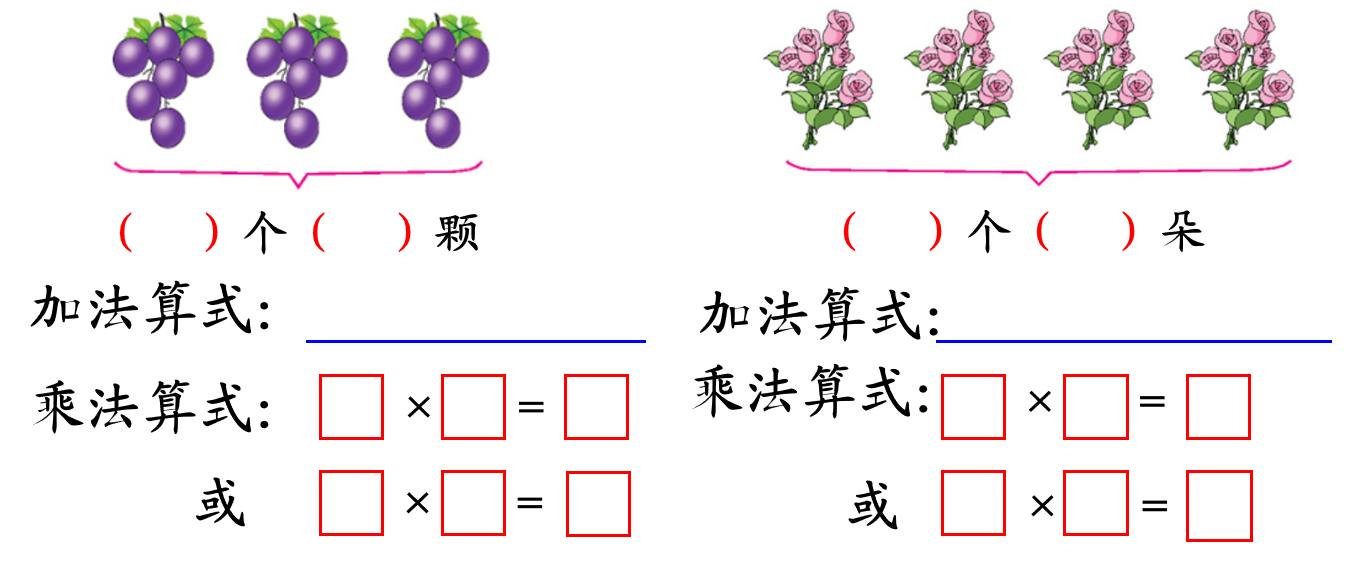 ( ) 个 ( ) 颗
加法算式:
乘法算式: □ × □ = □
或 □ × □ = □
( ) 个 ( ) 朵
加法算式:
乘法算式: □ × □ = □
或 □ × □ = □